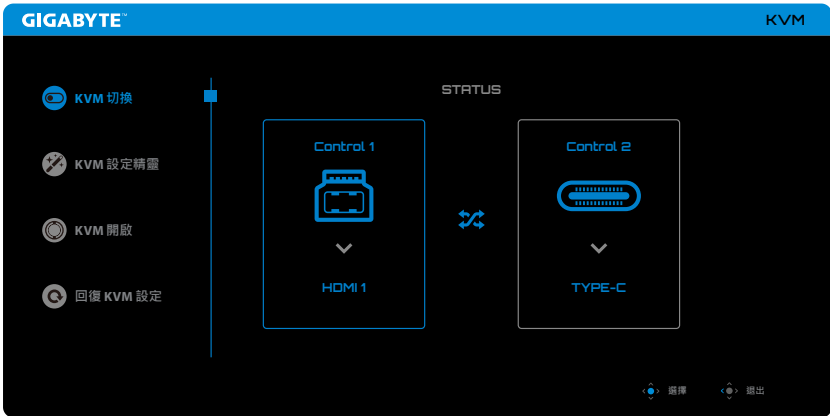 GIGABYTE™
KVM
KVM 切換
KVM 設定精靈
KVM 開啟
回復 KVM 設定
STATUS
Control 1
HDMI 1
Control 2
TYPE-C
選擇
退出